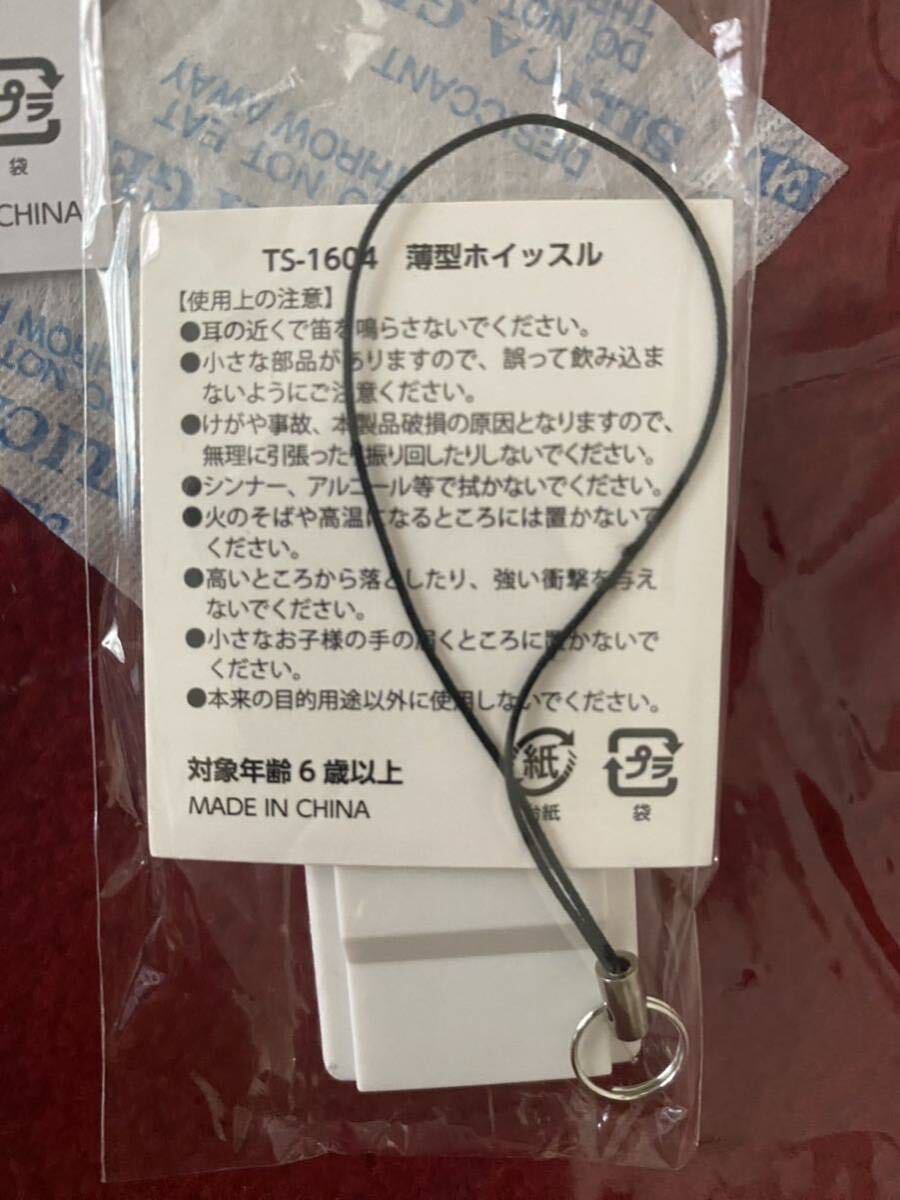 プラ
袋
CHINA
DO NOT EAT
THROW AWAY
DESICCANT
SILICA GE
DO NOT
THROW
TS-1604 薄型ホイッスル
【使用上の注意】
●耳の近くで笛を鳴らさないでください。
●小さな部品がありますので、誤って飲み込ま
ないようにご注意ください。
●けがや事故、本製品破損の原因となりますので、
無理に引張ったり振り回したりしないでください。
●シンナー、アルコール等で拭かないでください。
●火のそばや高温になるところには置かないで
ください。
●高いところから落としたり、強い衝撃を与え
ないでください。
●小さなお子様の手の届くところに置かないで
ください。
●本来の目的用途以外に使用しないでください。
対象年齢 6 歳以上
MADE IN CHINA
紙
台紙
プラ
袋